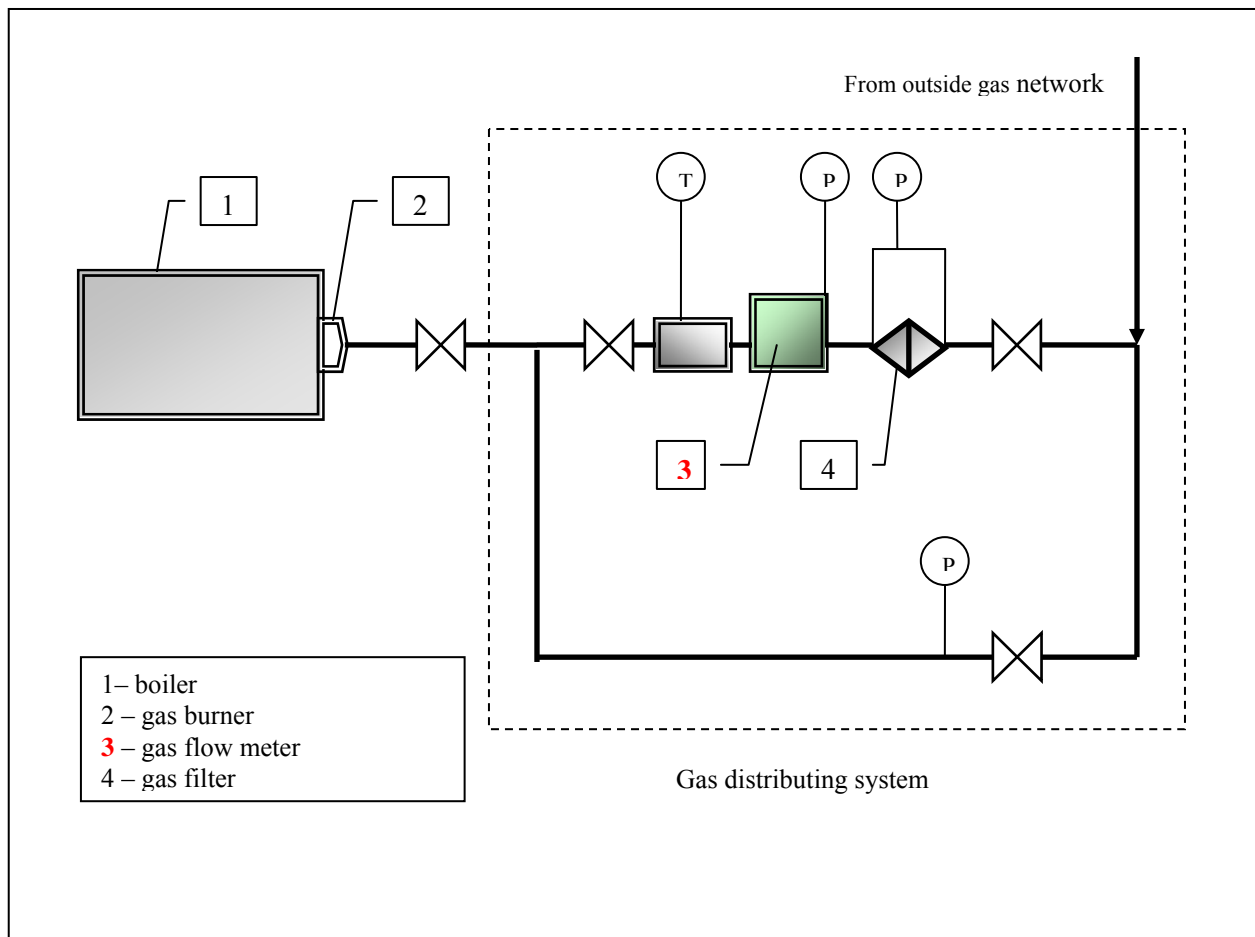 From outside gas network
T
P
P
1
2
3
4
P
1– boiler
2 – gas burner
3 – gas flow meter
4 – gas filter
Gas distributing system